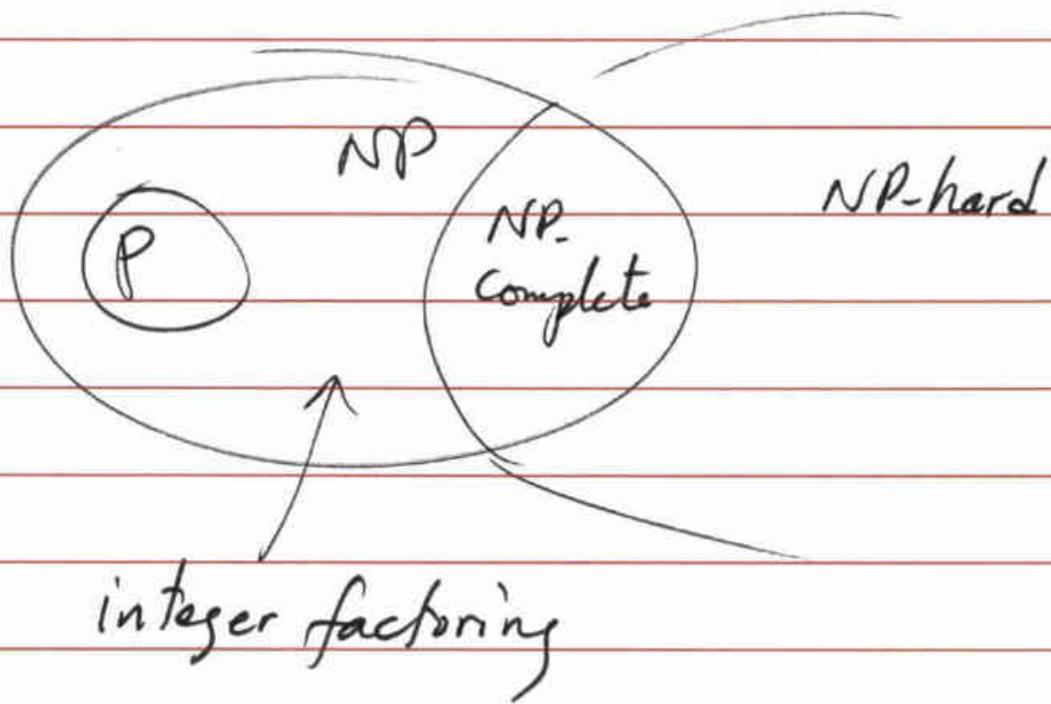 NP
P
NP-
complete
NP-hard
integer factoring